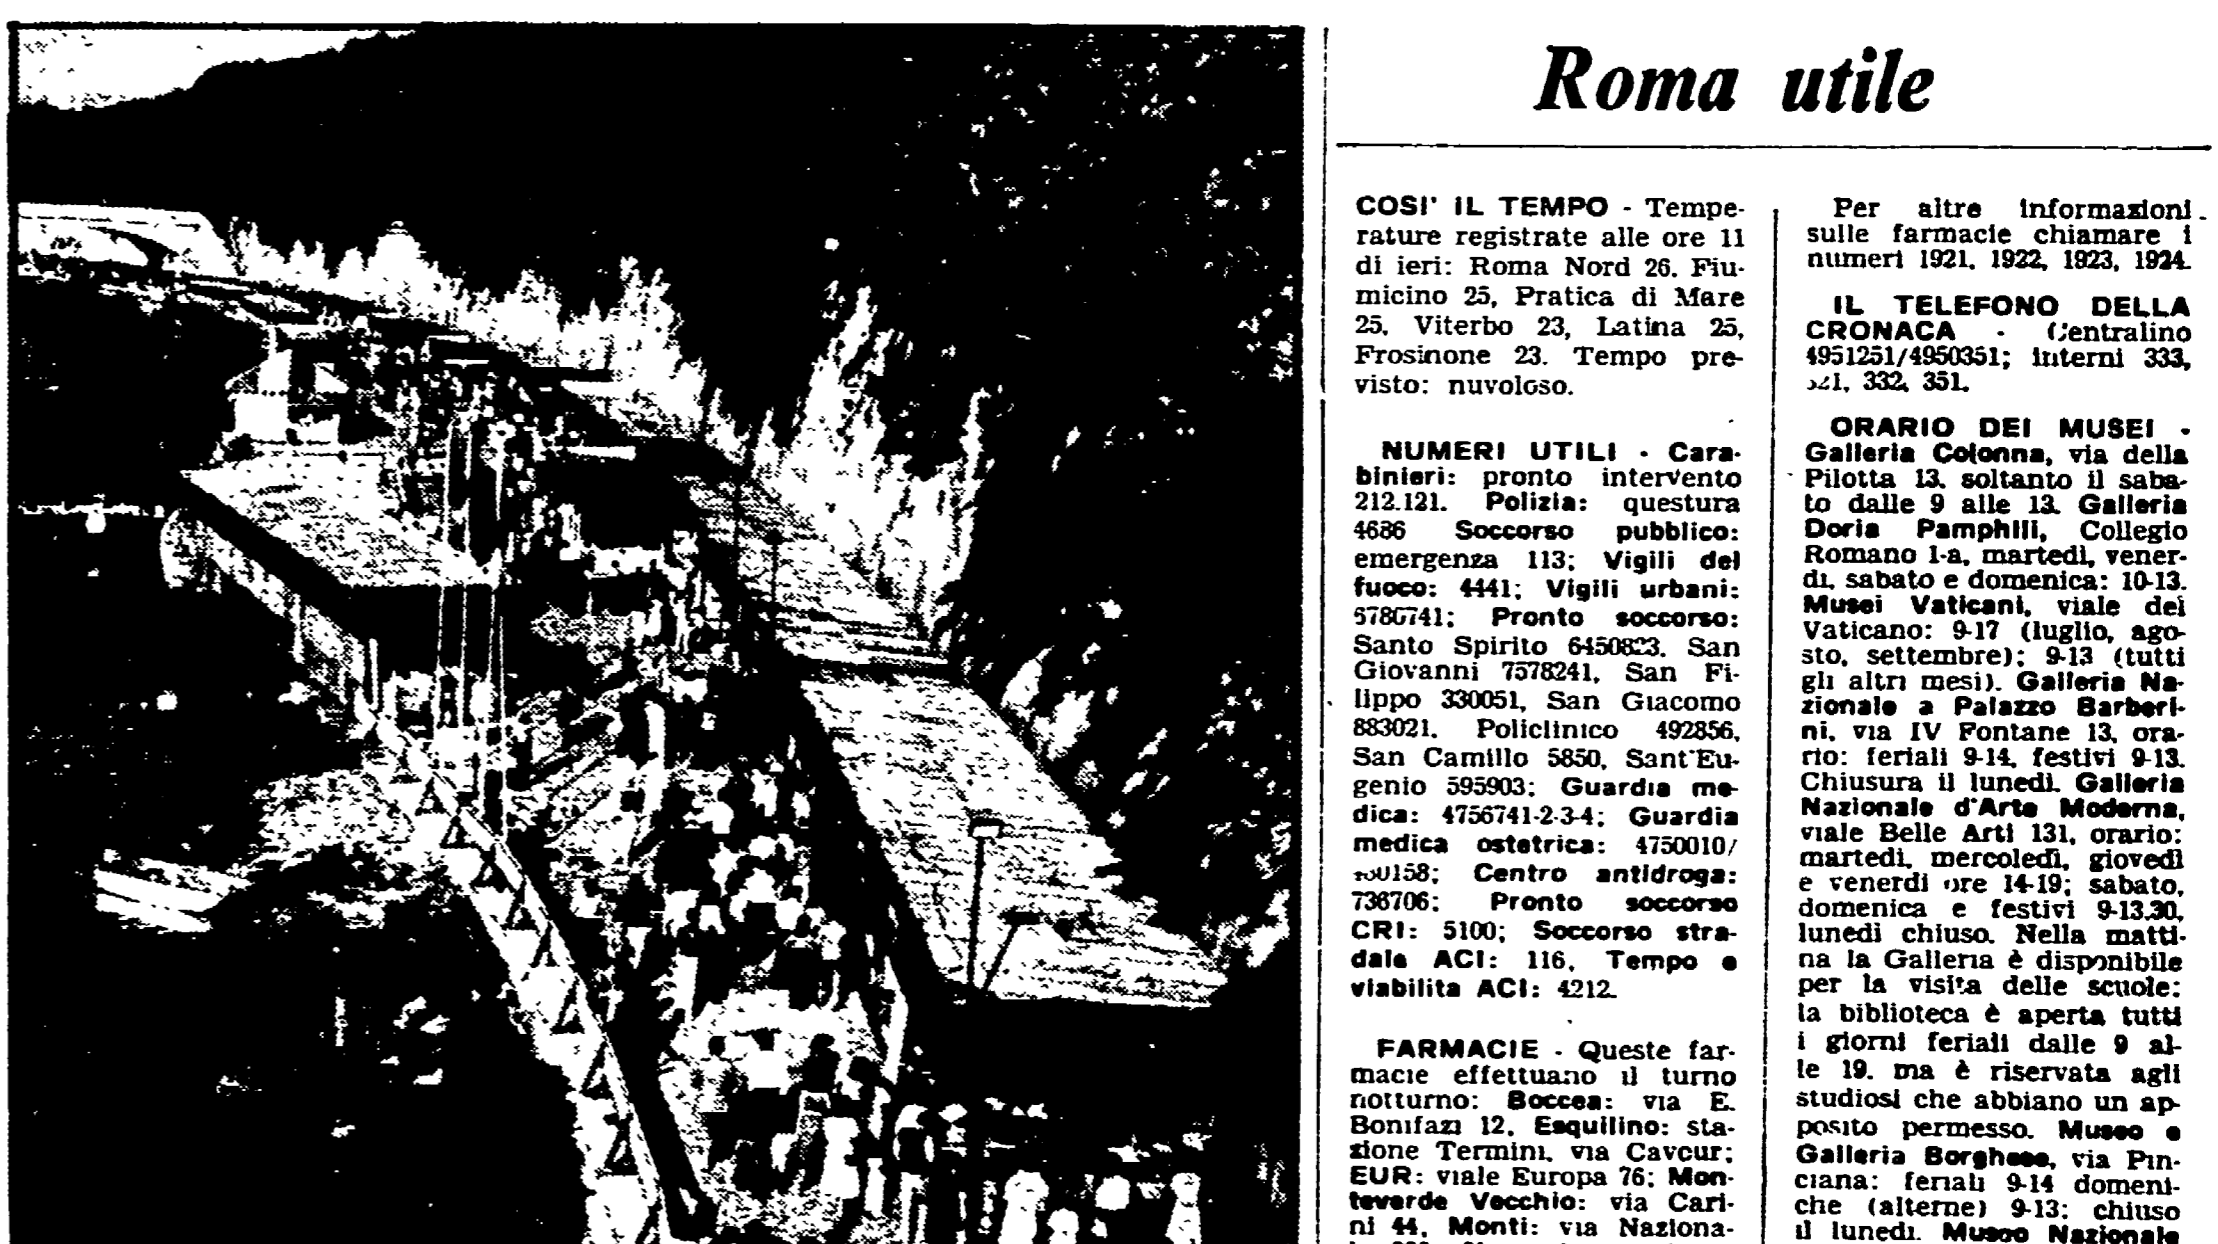 Roma utile
COSI' IL TEMPO - Tempe-
rature registrate alle ore 11
di ieri: Roma Nord 26, Fiu-
micino 25, Pratica di Mare
25, Viterbo 23, Latina 25,
Frosinone 23. Tempo pre-
visto: nuvoloso.
NUMERI UTILI - Cara-
binieri: pronto intervento
212.121. Polizia: questura
4686 Soccorso pubblico:
emergenza 113; Vigili del
fuoco: 4441; Vigili urbani:
6780741; Pronto soccorso:
Santo Spirito 6450823, San
Giovanni 7578241, San Fi-
lippo 330051, San Giacomo
883021, Policlinico 492856,
San Camillo 5850, Sant'Eu-
genio 595903; Guardia me-
dica: 4756741-2-3-4; Guardia
medica ostetrica: 4750010/
480158; Centro antidroga:
736706; Pronto soccorso
CRI: 5100; Soccorso stra-
dale ACI: 116, Tempo e
viabilita ACI: 4212.
FARMACIE - Queste far-
macie effettuano il turno
notturno: Boccea: via E.
Bonifazi 12, Esquilino: sta-
zione Termini, via Cavour;
EUR: viale Europa 76; Mon-
teverde Vecchio: via Cari-
ni 44, Monti: via Naziona-
Per altre informazioni
sulle farmacie chiamare i
numeri 1921, 1922, 1923, 1924.
IL TELEFONO DELLA
CRONACA - Centralino
4951251/4950351; interni 333,
321, 332, 351.
ORARIO DEI MUSEI -
Galleria Colonna, via della
Pilotta 13, soltanto il saba-
to dalle 9 alle 13. Galleria
Doria Pamphili, Collegio
Romano 1-a, martedì, vener-
dì, sabato e domenica: 10-13.
Musei Vaticani, viale del
Vaticano: 9-17 (luglio, ago-
sto, settembre); 9-13 (tutti
gli altri mesi). Galleria Na-
zionale a Palazzo Barberi-
ni, via IV Fontane 13, ora-
rio: feriali 9-14, festivi 9-13.
Chiusura il lunedì. Galleria
Nazionale d'Arte Moderna,
viale Belle Arti 131, orario:
martedì, mercoledì, giovedì
e venerdì ore 14-19; sabato,
domenica e festivi 9-13.30,
lunedì chiuso. Nella matti-
na la Galleria è disponibile
per la visita delle scuole;
la biblioteca è aperta tutti
i giorni feriali dalle 9 al-
le 19, ma è riservata agli
studiosi che abbiano un ap-
posito permesso. Museo e
Galleria Borghese, via Pin-
ciana: feriali 9-14 domeni-
che (alterne) 9-13; chiuso
il lunedì. Museo Nazionale